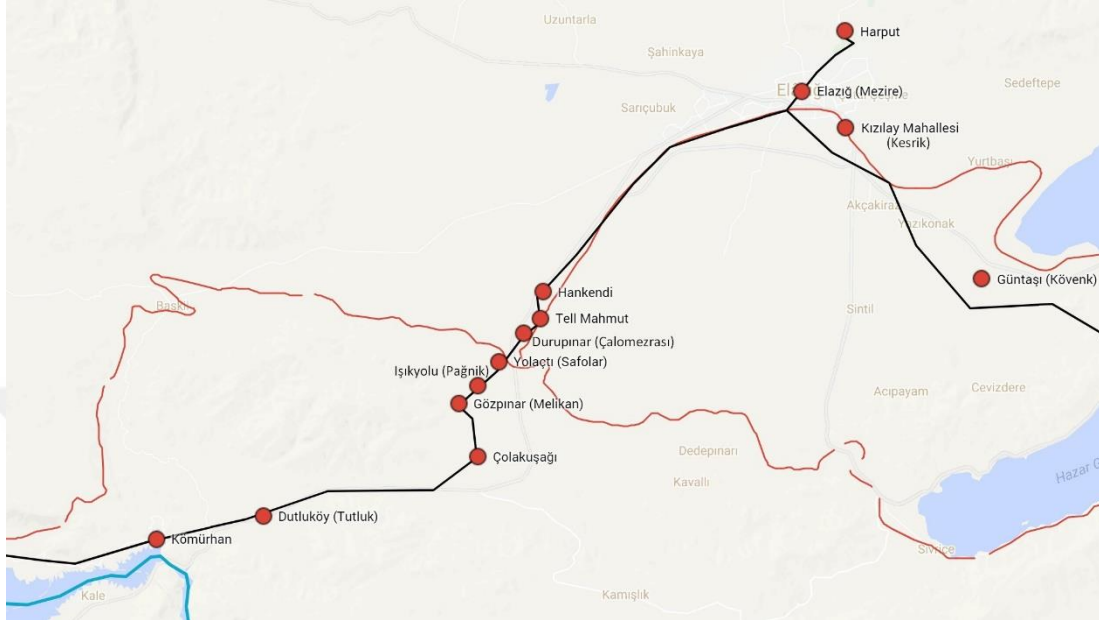 Uzuntarla
Harput
Şahinkaya
Elazığ (Mezire)
Sedeftepe
Sarıçubuk
Kızılay Mahallesi
(Kesrik)
Yurtbaşı
Akçakiraz
Yazıkonak
Güntaşı (Kövenk)
Hankendi
Baskil
Sintil
Tell Mahmut
Durupınar (Çalomezrası)
Yolaçtı (Safolar)
Işıkyolu (Pağnik)
Gözpınar (Melikan)
Acıpayam
Cevizdere
Çolakuşağı
Dedepınarı
Kavallı
Hazar G
Dutluköy (Tutluk)
Kömürhan
Sivrice
Kale
Kamışlık